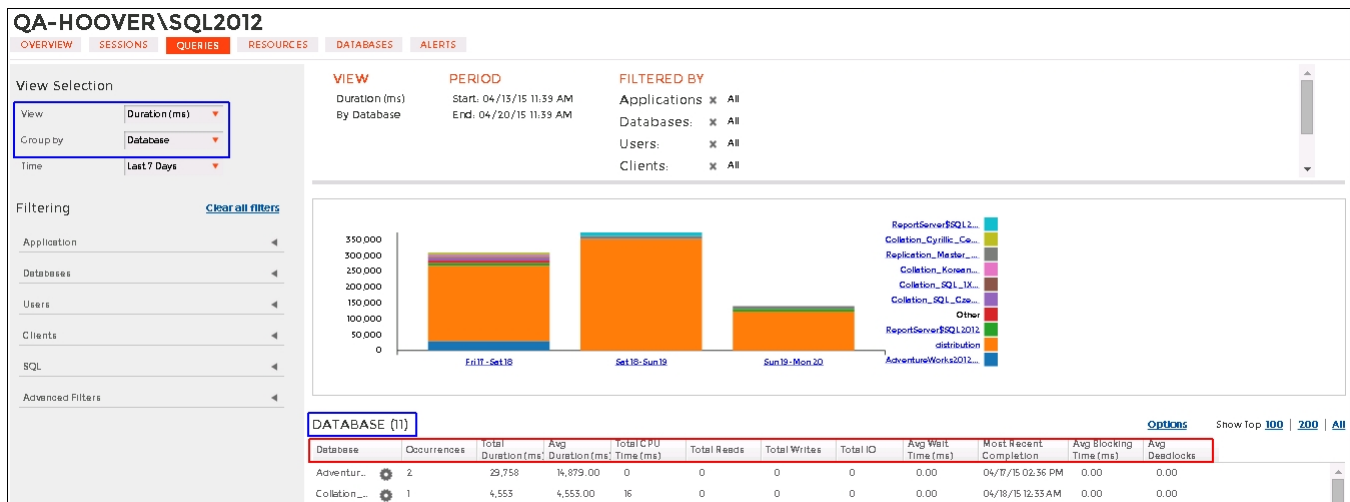 QA-HOOVER\SQL2012
OVERVIEW SESSIONS QUERIES RESOURCES DATABASES ALERTS
View Selection
View Duration (ms)
Group by Database
Time Last 7 Days
Filtering Clear all filters
Application
Databases
Users
Clients
SQL
Advanced Filters
VIEW
Duration (ms)
By Database
PERIOD
Start: 04/13/15 11:39 AM
End: 04/20/15 11:39 AM
FILTERED BY
Applications x All
Databases: x All
Users: x All
Clients: x All
350,000
300,000
250,000
200,000
150,000
100,000
50,000
0
Fri 17 - Sat 18
Sat 18 - Sun 19
Sun 19 - Mon 20
ReportServer$SQL2...
Collation_Cyrillic_Ce...
Replication_Master_...
Collation_Korean...
Collation_SQL_1X...
Collation_SQL_Cze...
Other
ReportServer$SQL2012
distribution
AdventureWorks2012...
DATABASE (11)
Options Show Top 100 | 200 | All
Database Occurrences Total Duration (ms) Avg Duration (ms) Total CPU Time (ms) Total Reads Total Writes Total IO Avg Wait Time (ms) Most Recent Completion Avg Blocking Time (ms) Avg Deadlocks
Adventur... 2 29,758 14,879.00 0 0 0 0 0.00 04/17/15 02:36 PM 0.00 0.00
Collation_... 1 4,553 4,553.00 16 0 0 0 0.00 04/18/15 12:33 AM 0.00 0.00